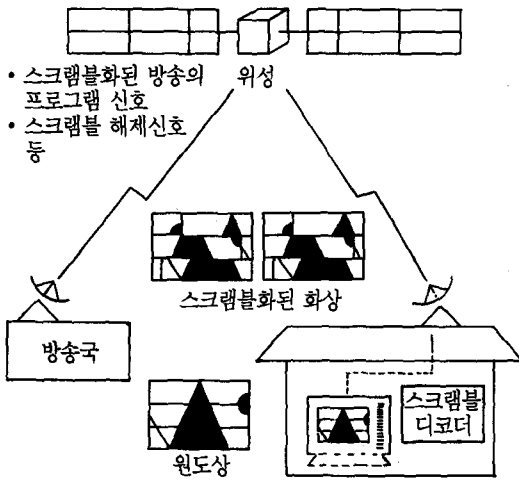 • 스크램블화된 방송의
프로그램 신호
• 스크램블 해제신호
등
위성
스크램블화된 화상
방송국
원도상
스크램블
디코더